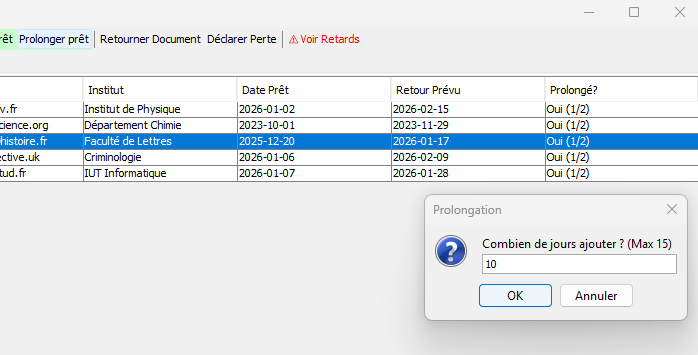 rêt Prolonger prêt Retourner Document Déclarer Perte ⚠ Voir Retards
Institut Date Prêt Retour Prévu Prolongé?
v.fr Institut de Physique 2026-01-02 2026-02-15 Oui (1/2)
cience.org Département Chimie 2023-10-01 2023-11-29 Oui (1/2)
histoire.fr Faculté de Lettres 2025-12-20 2026-01-17 Oui (1/2)
ective.uk Criminologie 2026-01-06 2026-02-09 Oui (1/2)
tud.fr IUT Informatique 2026-01-07 2026-01-28 Oui (1/2)
Prolongation
Combien de jours ajouter ? (Max 15)
10
OK Annuler